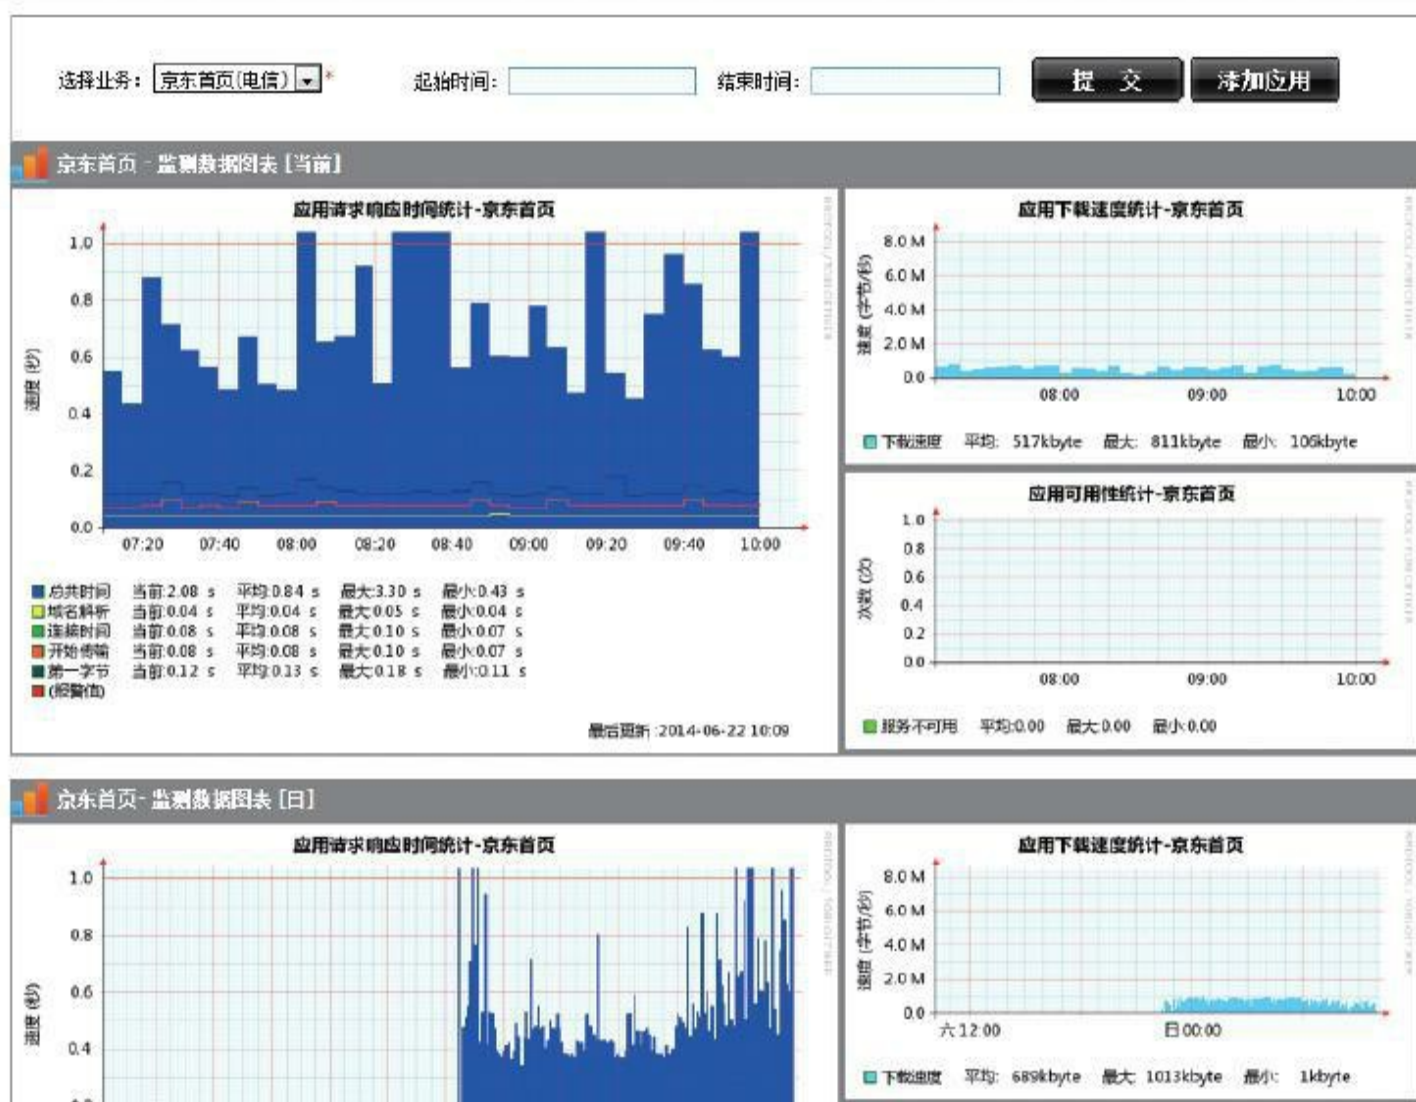 选择业务： 京东首页(电信) * 起始时间： 结束时间： 提 交 添加应用
京东首页 - 监测数据图表 [当前]
应用请求响应时间统计-京东首页
速度 (秒)
1.0
0.8
0.6
0.4
0.2
0.0
07:20 07:40 08:00 08:20 08:40 09:00 09:20 09:40 10:00
总共时间 当前:2.08 s 平均:0.84 s 最大:3.30 s 最小:0.43 s
域名解析 当前:0.04 s 平均:0.04 s 最大:0.05 s 最小:0.04 s
连接时间 当前:0.08 s 平均:0.08 s 最大:0.10 s 最小:0.07 s
开始传输 当前:0.08 s 平均:0.08 s 最大:0.10 s 最小:0.07 s
第一字节 当前:0.12 s 平均:0.13 s 最大:0.18 s 最小:0.11 s
(报警值)
最后更新 :2014-06-22 10:09
应用下载速度统计-京东首页
速度 (字节/秒)
8.0 M
6.0 M
4.0 M
2.0 M
0.0
08:00 09:00 10:00
下载速度 平均: 517kbyte 最大: 811kbyte 最小: 106kbyte
应用可用性统计-京东首页
次数 (次)
1.0
0.8
0.6
0.4
0.2
0.0
08:00 09:00 10:00
服务不可用 平均:0.00 最大:0.00 最小:0.00
京东首页- 监测数据图表 [日]
应用请求响应时间统计-京东首页
速度 (秒)
1.0
0.8
0.6
0.4
应用下载速度统计-京东首页
速度 (字节/秒)
8.0 M
6.0 M
4.0 M
2.0 M
0.0
六 12:00 日 00:00
下载速度 平均: 689kbyte 最大: 1013kbyte 最小: 1kbyte